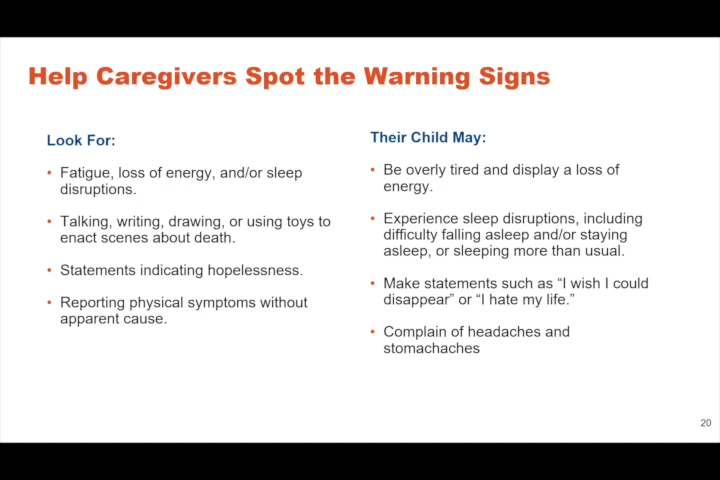 Help Caregivers Spot the Warning Signs
Look For:
• Fatigue, loss of energy, and/or sleep
disruptions.
• Talking, writing, drawing, or using toys to
enact scenes about death.
• Statements indicating hopelessness.
• Reporting physical symptoms without
apparent cause.
Their Child May:
• Be overly tired and display a loss of
energy.
• Experience sleep disruptions, including
difficulty falling asleep and/or staying
asleep, or sleeping more than usual.
• Make statements such as “I wish I could
disappear” or “I hate my life.”
• Complain of headaches and
stomachaches
20